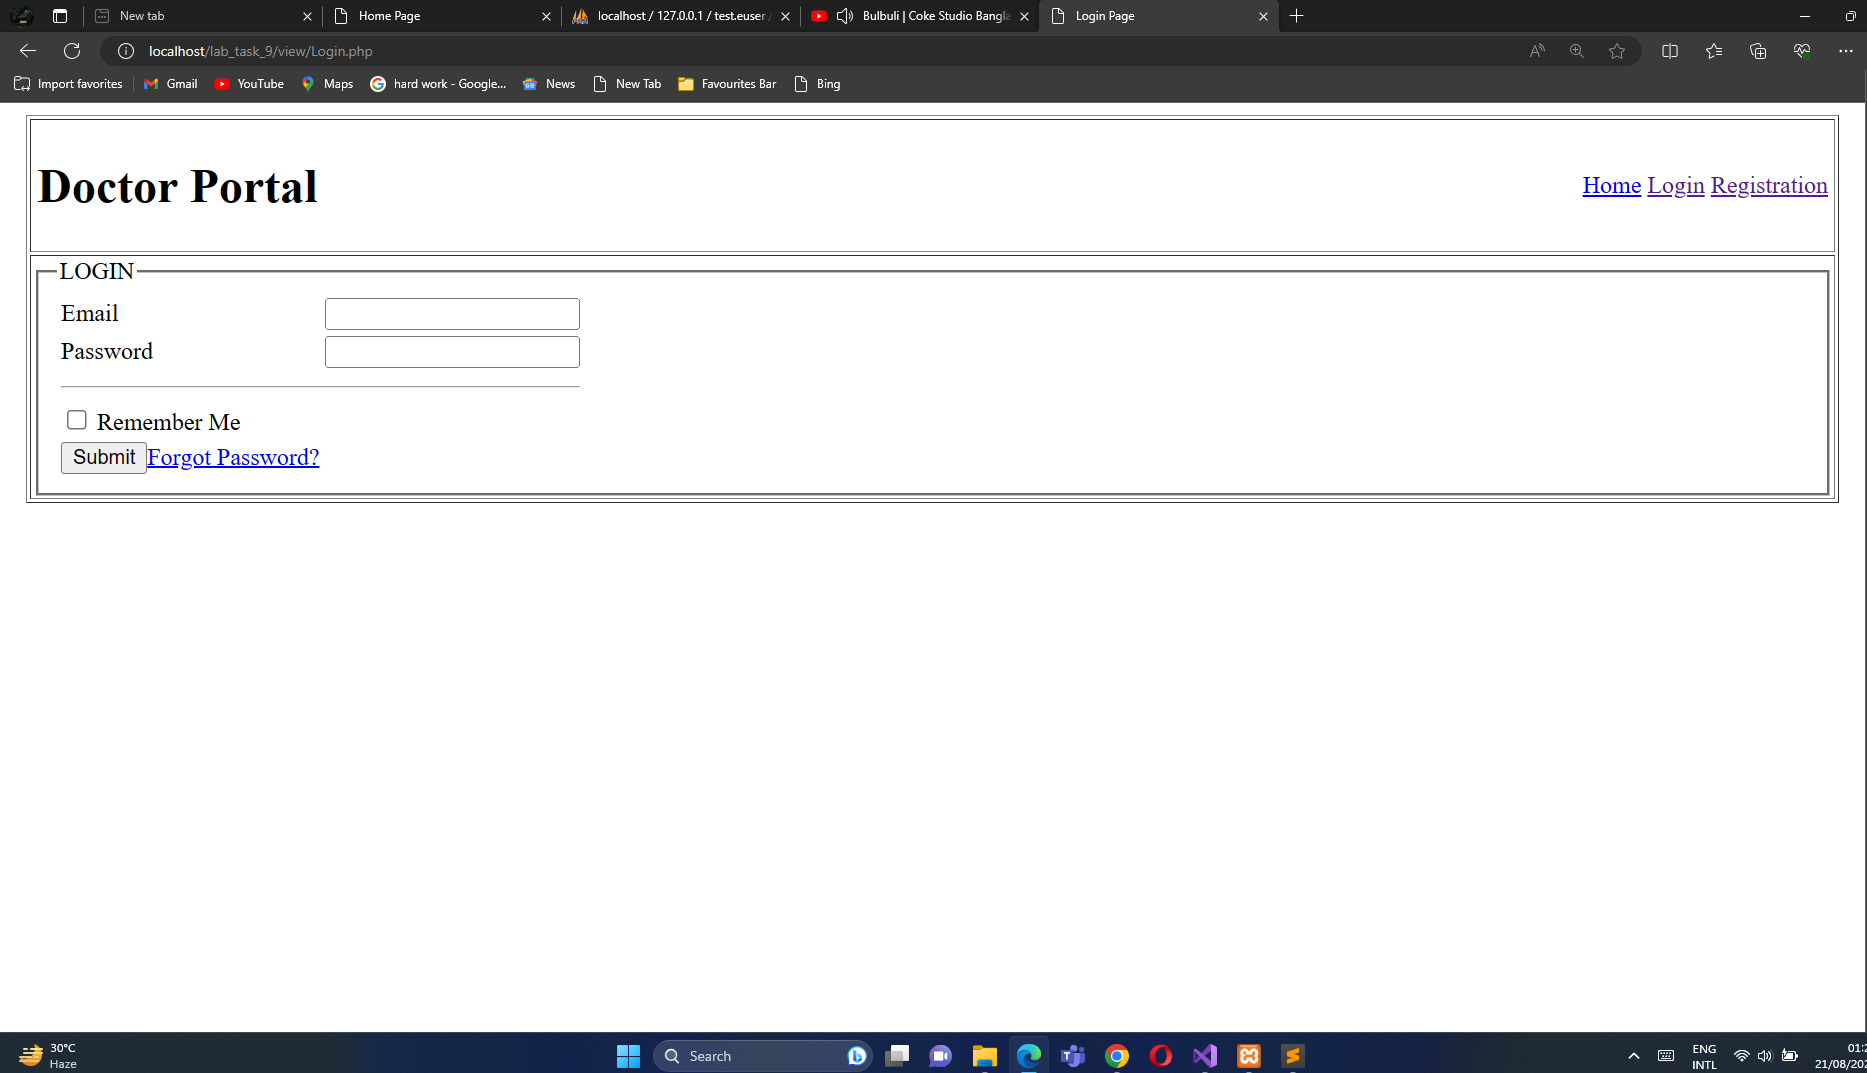 New tab
Home Page
localhost / 127.0.0.1 / test.euser
Bulbuli | Coke Studio Bangla
Login Page
localhost/lab_task_9/view/Login.php
Import favorites
Gmail
YouTube
Maps
hard work - Google...
News
New Tab
Favourites Bar
Bing
Doctor Portal
Home Login Registration
LOGIN
Email
Password
Remember Me
Submit Forgot Password?
30°C
Haze
Search
ENG
INTL
01:2
21/08/202